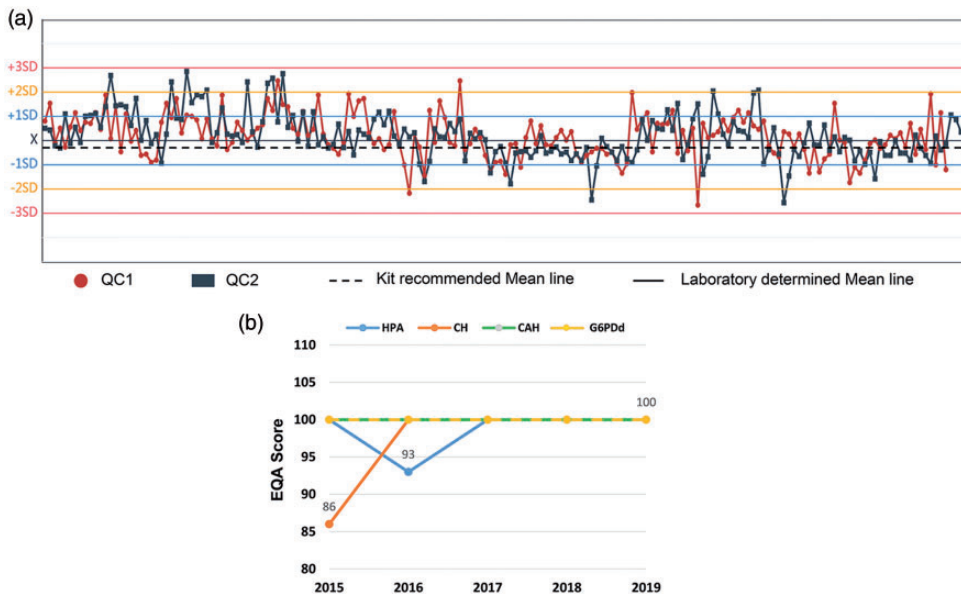 (a)
+3SD
+2SD
+1SD
X
-1SD
-2SD
-3SD
QC1 QC2 Kit recommended Mean line Laboratory determined Mean line
(b)
HPA CH CAH G6PDd
110
105
100
95
90
85
80
EQA Score
100
93
86
2015 2016 2017 2018 2019